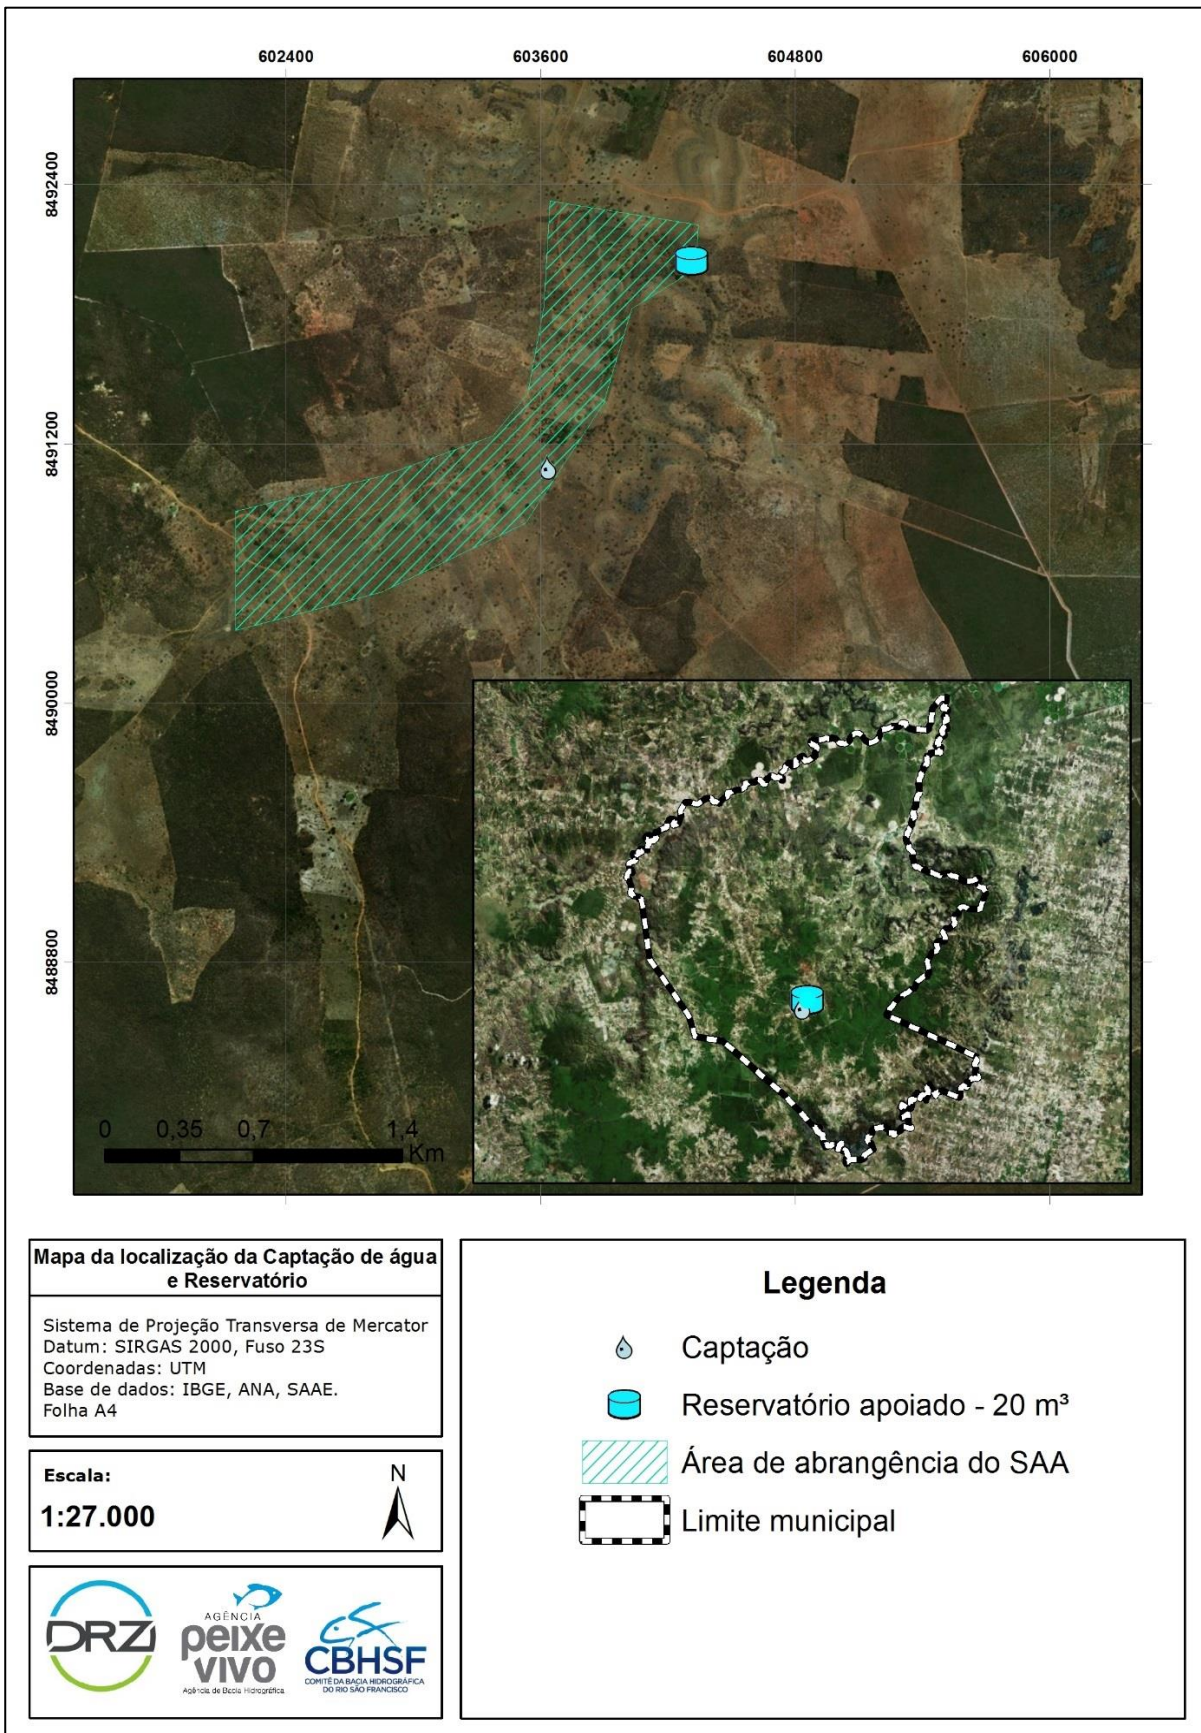 602400
603600
604800
606000
8492400
8491200
8490000
8488800
0 0,35 0,7 1,4
Km
Mapa da localização da Captação de água
e Reservatório
Sistema de Projeção Transversa de Mercator
Datum: SIRGAS 2000, Fuso 23S
Coordenadas: UTM
Base de dados: IBGE, ANA, SAAE.
Folha A4
Escala:
1:27.000
N
DRZ
AGÊNCIA
peixe
vivo
Agência de Bacia Hidrográfica
CBHSF
COMITÊ DA BACIA HIDROGRÁFICA
DO RIO SÃO FRANCISCO
Legenda
Captação
Reservatório apoiado - 20 m³
Área de abrangência do SAA
Limite municipal